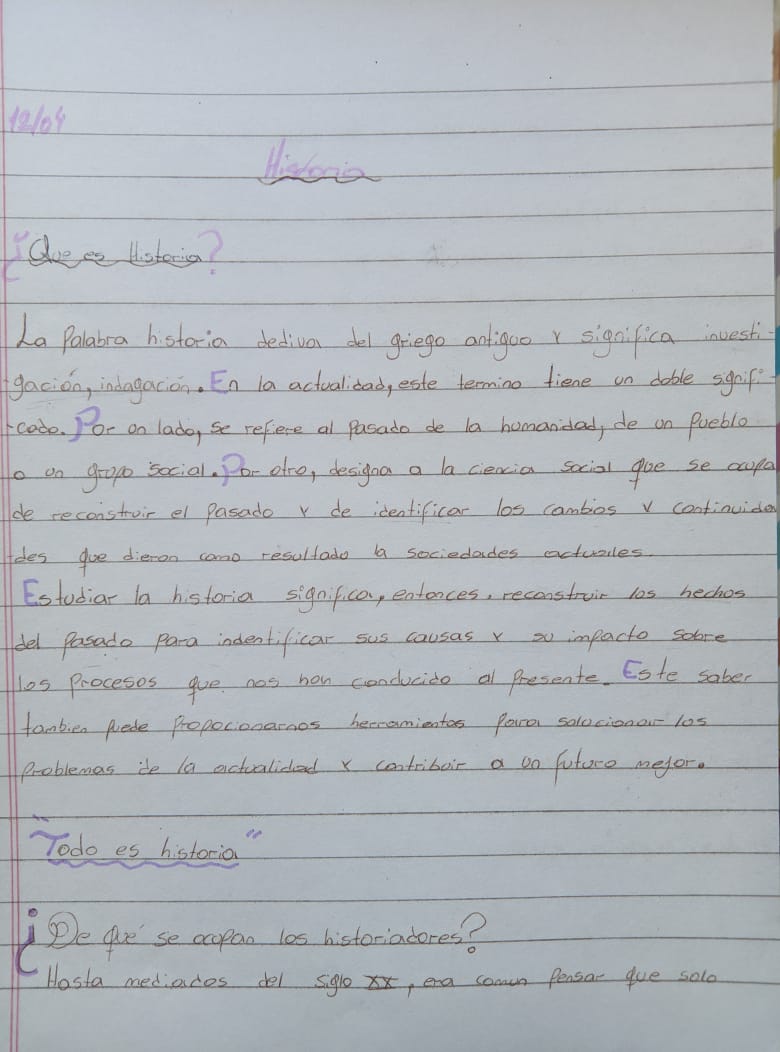 12/04
Historia
¿Que es Historia?
La Palabra historia dediva del griego antiguo y significa investi-
gación, indagación. En la actualidad, este termino tiene un doble signifi-
cado. Por un lado, se refiere al Pasado de la humanidad, de un Pueblo
o un grupo social. Por otro, designa a la ciencia social que se ocupa
de reconstruir el Pasado y de identificar los cambios y continuida
des que dieron como resultado la sociedades actuales.
Estudiar la historia significa, entonces, reconstruir los hechos
del Pasado Para indentificar sus causas y su impacto sobre
los Procesos que nos han conducido al Presente. Este saber
tambien puede Propocionarnos herramientas Para solucionar los
Problemas de la actualidad y contribuir a un futuro mejor.
"Todo es historia"
¿De qué se ocupan los historiadores?
Hasta mediados del siglo XX, era comun Pensar que solo